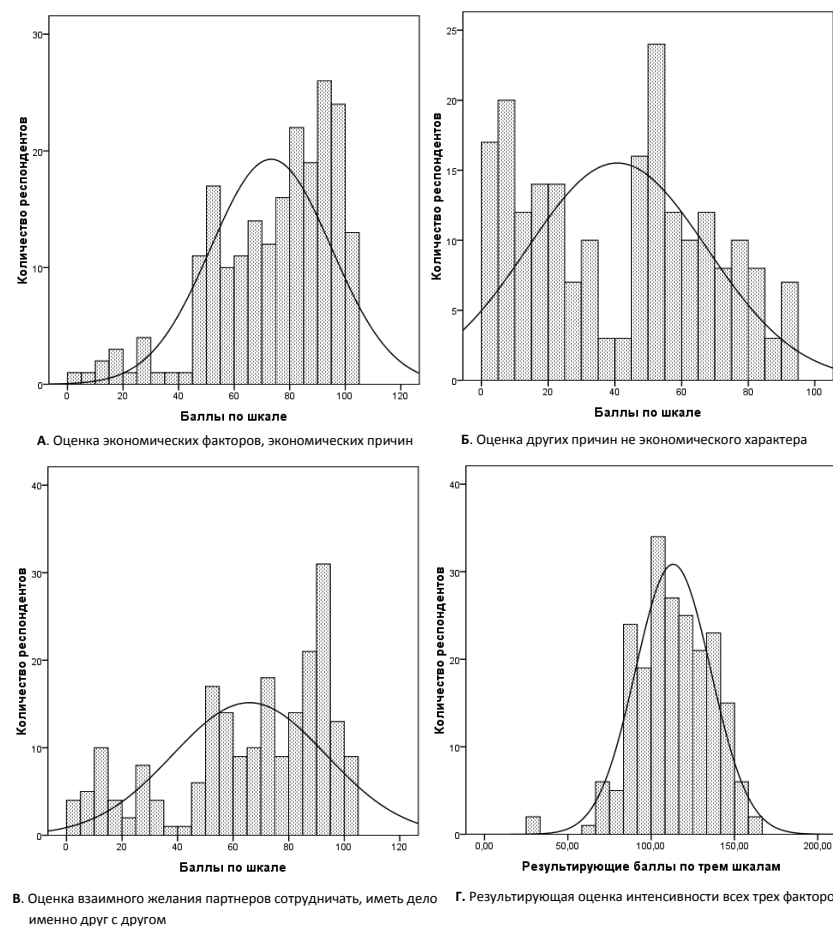 Количество респондентов
30
20
10
0
0 20 40 60 80 100 120
Баллы по шкале
А. Оценка экономических факторов, экономических причин
Количество респондентов
25
20
15
10
5
0
0 20 40 60 80 100
Баллы по шкале
Б. Оценка других причин не экономического характера
Количество респондентов
40
30
20
10
0
0 20 40 60 80 100 120
Баллы по шкале
В. Оценка взаимного желания партнеров сотрудничать, иметь дело
именно друг с другом
Количество респондентов
40
30
20
10
0
0,00 50,00 100,00 150,00 200,00
Результирующие баллы по трем шкалам
Г. Результирующая оценка интенсивности всех трех факторо